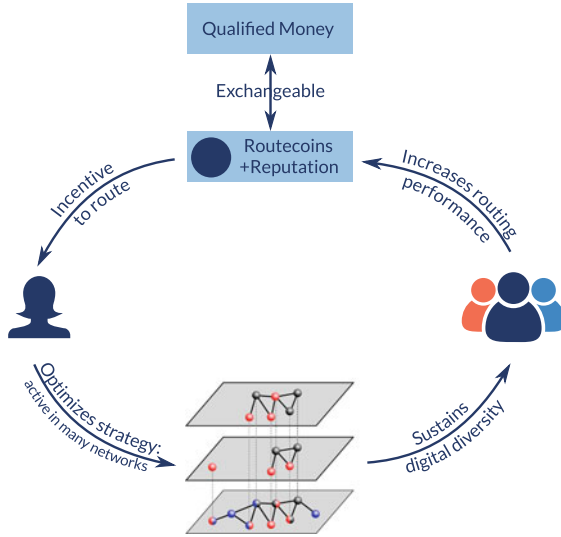 Qualified Money
Exchangeable
Routecoins
+Reputation
Incentive
to route
Increases routing
performance
Optimizes strategy:
active in many networks
Sustains
digital diversity